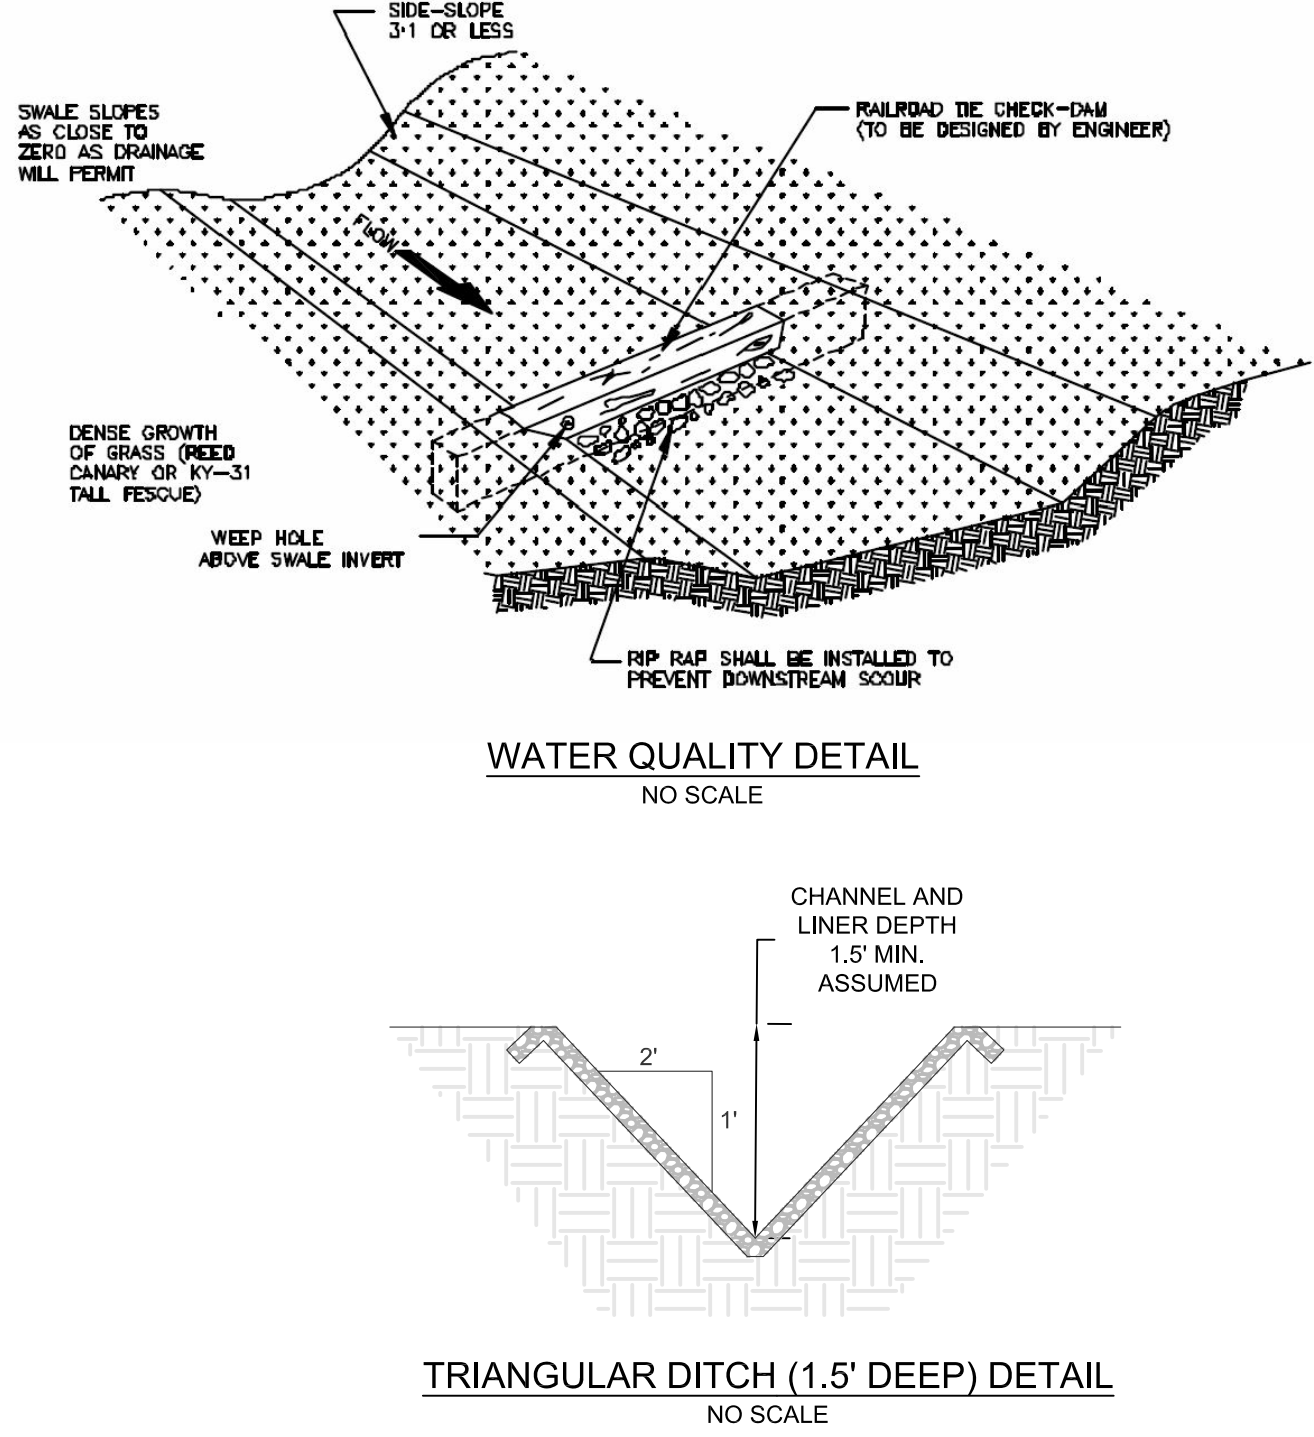 SIDE-SLOPE
3:1 OR LESS
SWALE SLOPES
AS CLOSE TO
ZERO AS DRAINAGE
WILL PERMIT
RAILROAD TIE CHECK-DAM
(TO BE DESIGNED BY ENGINEER)
FLOW
DENSE GROWTH
OF GRASS (REED
CANARY OR KY-31
TALL FESCUE)
WEEP HOLE
ABOVE SWALE INVERT
RIP RAP SHALL BE INSTALLED TO
PREVENT DOWNSTREAM SCOUR
WATER QUALITY DETAIL
NO SCALE
CHANNEL AND
LINER DEPTH
1.5' MIN.
ASSUMED
2'
1'
TRIANGULAR DITCH (1.5' DEEP) DETAIL
NO SCALE